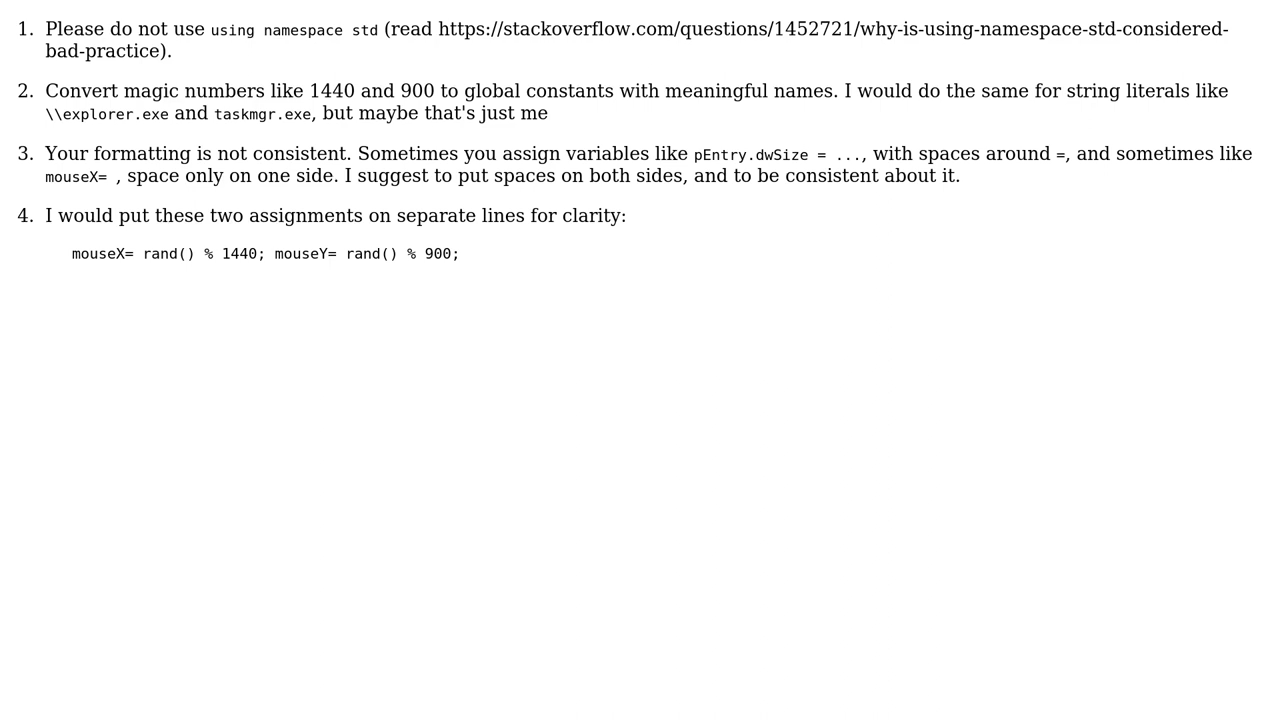 1. Please do not use using namespace std (read https://stackoverflow.com/questions/1452721/why-is-using-namespace-std-considered-
bad-practice).
2. Convert magic numbers like 1440 and 900 to global constants with meaningful names. I would do the same for string literals like
\\explorer.exe and taskmgr.exe, but maybe that's just me
3. Your formatting is not consistent. Sometimes you assign variables like pEntry.dwSize = ..., with spaces around =, and sometimes like
mouseX= , space only on one side. I suggest to put spaces on both sides, and to be consistent about it.
4. I would put these two assignments on separate lines for clarity:
mouseX= rand() % 1440; mouseY= rand() % 900;